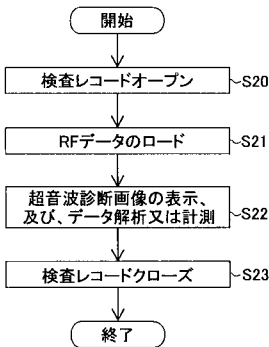 開始
検査レコードオープン
S20
RFデータのロード
S21
超音波診断画像の表示、
及び、データ解析又は計測
S22
検査レコードクローズ
S23
終了